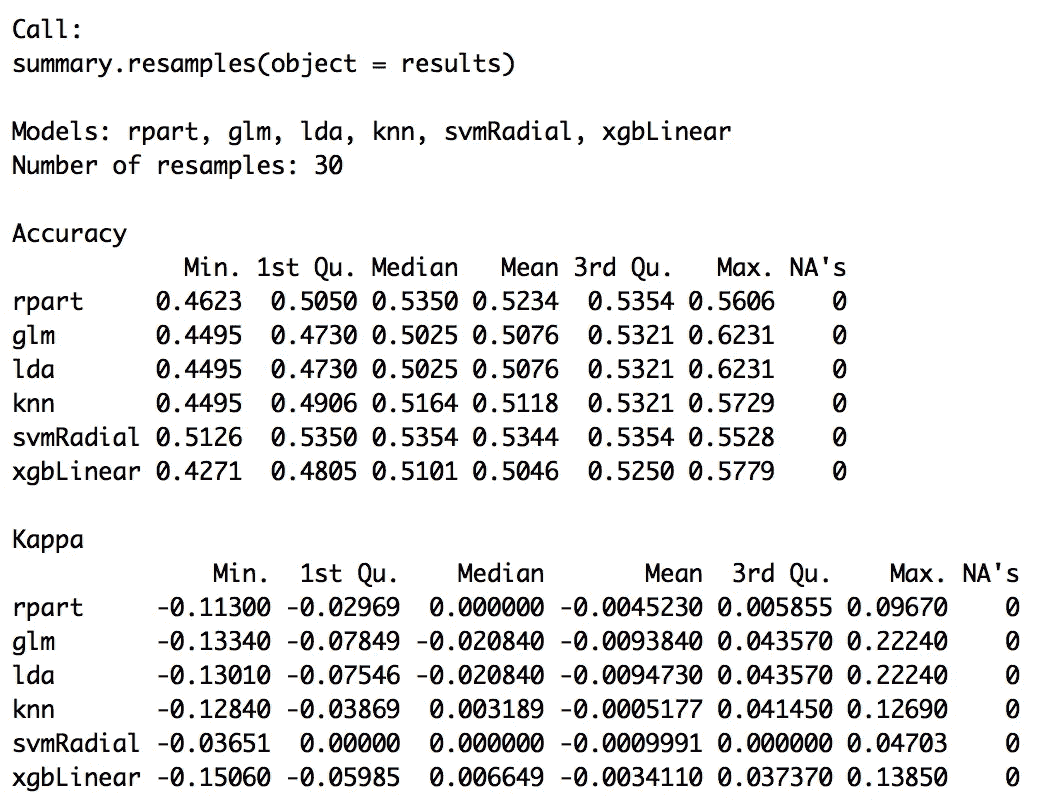 Call:
summary.resamples(object = results)
Models: rpart, glm, lda, knn, svmRadial, xgbLinear
Number of resamples: 30
Accuracy
Min. 1st Qu. Median Mean 3rd Qu. Max. NA's
rpart 0.4623 0.5050 0.5350 0.5234 0.5354 0.5606 0
glm 0.4495 0.4730 0.5025 0.5076 0.5321 0.6231 0
lda 0.4495 0.4730 0.5025 0.5076 0.5321 0.6231 0
knn 0.4495 0.4906 0.5164 0.5118 0.5321 0.5729 0
svmRadial 0.5126 0.5350 0.5354 0.5344 0.5354 0.5528 0
xgbLinear 0.4271 0.4805 0.5101 0.5046 0.5250 0.5779 0
Kappa
Min. 1st Qu. Median Mean 3rd Qu. Max. NA's
rpart -0.11300 -0.02969 0.000000 -0.0045230 0.005855 0.09670 0
glm -0.13340 -0.07849 -0.020840 -0.0093840 0.043570 0.22240 0
lda -0.13010 -0.07546 -0.020840 -0.0094730 0.043570 0.22240 0
knn -0.12840 -0.03869 0.003189 -0.0005177 0.041450 0.12690 0
svmRadial -0.03651 0.00000 0.000000 -0.0009991 0.000000 0.04703 0
xgbLinear -0.15060 -0.05985 0.006649 -0.0034110 0.037370 0.13850 0